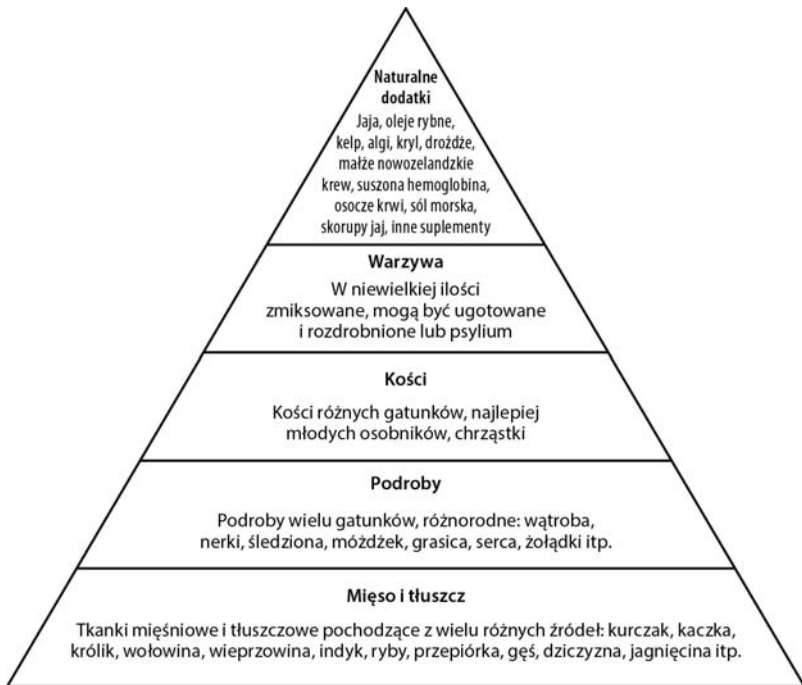 Naturalne
dodatki
Jaja, oleje rybne,
kelp, algi, kryl, drożdże,
małże nowozelandzkie
krew, suszona hemoglobina,
osocze krwi, sól morska,
skorupy jaj, inne suplementy
Warzywa
W niewielkiej ilości
zmiksowane, mogą być ugotowane
i rozdrobnione lub psylium
Kości
Kości różnych gatunków, najlepiej
młodych osobników, chrząstki
Podroby
Podroby wielu gatunków, różnorodne: wątroba,
nerki, śledziona, móżdżek, grasica, serca, żołądki itp.
Mięso i tłuszcz
Tkanki mięśniowe i tłuszczowe pochodzące z wielu różnych źródeł: kurczak, kaczka,
królik, wołowina, wieprzowina, indyk, ryby, przepiórka, gęś, dziczyzna, jagnięcina itp.